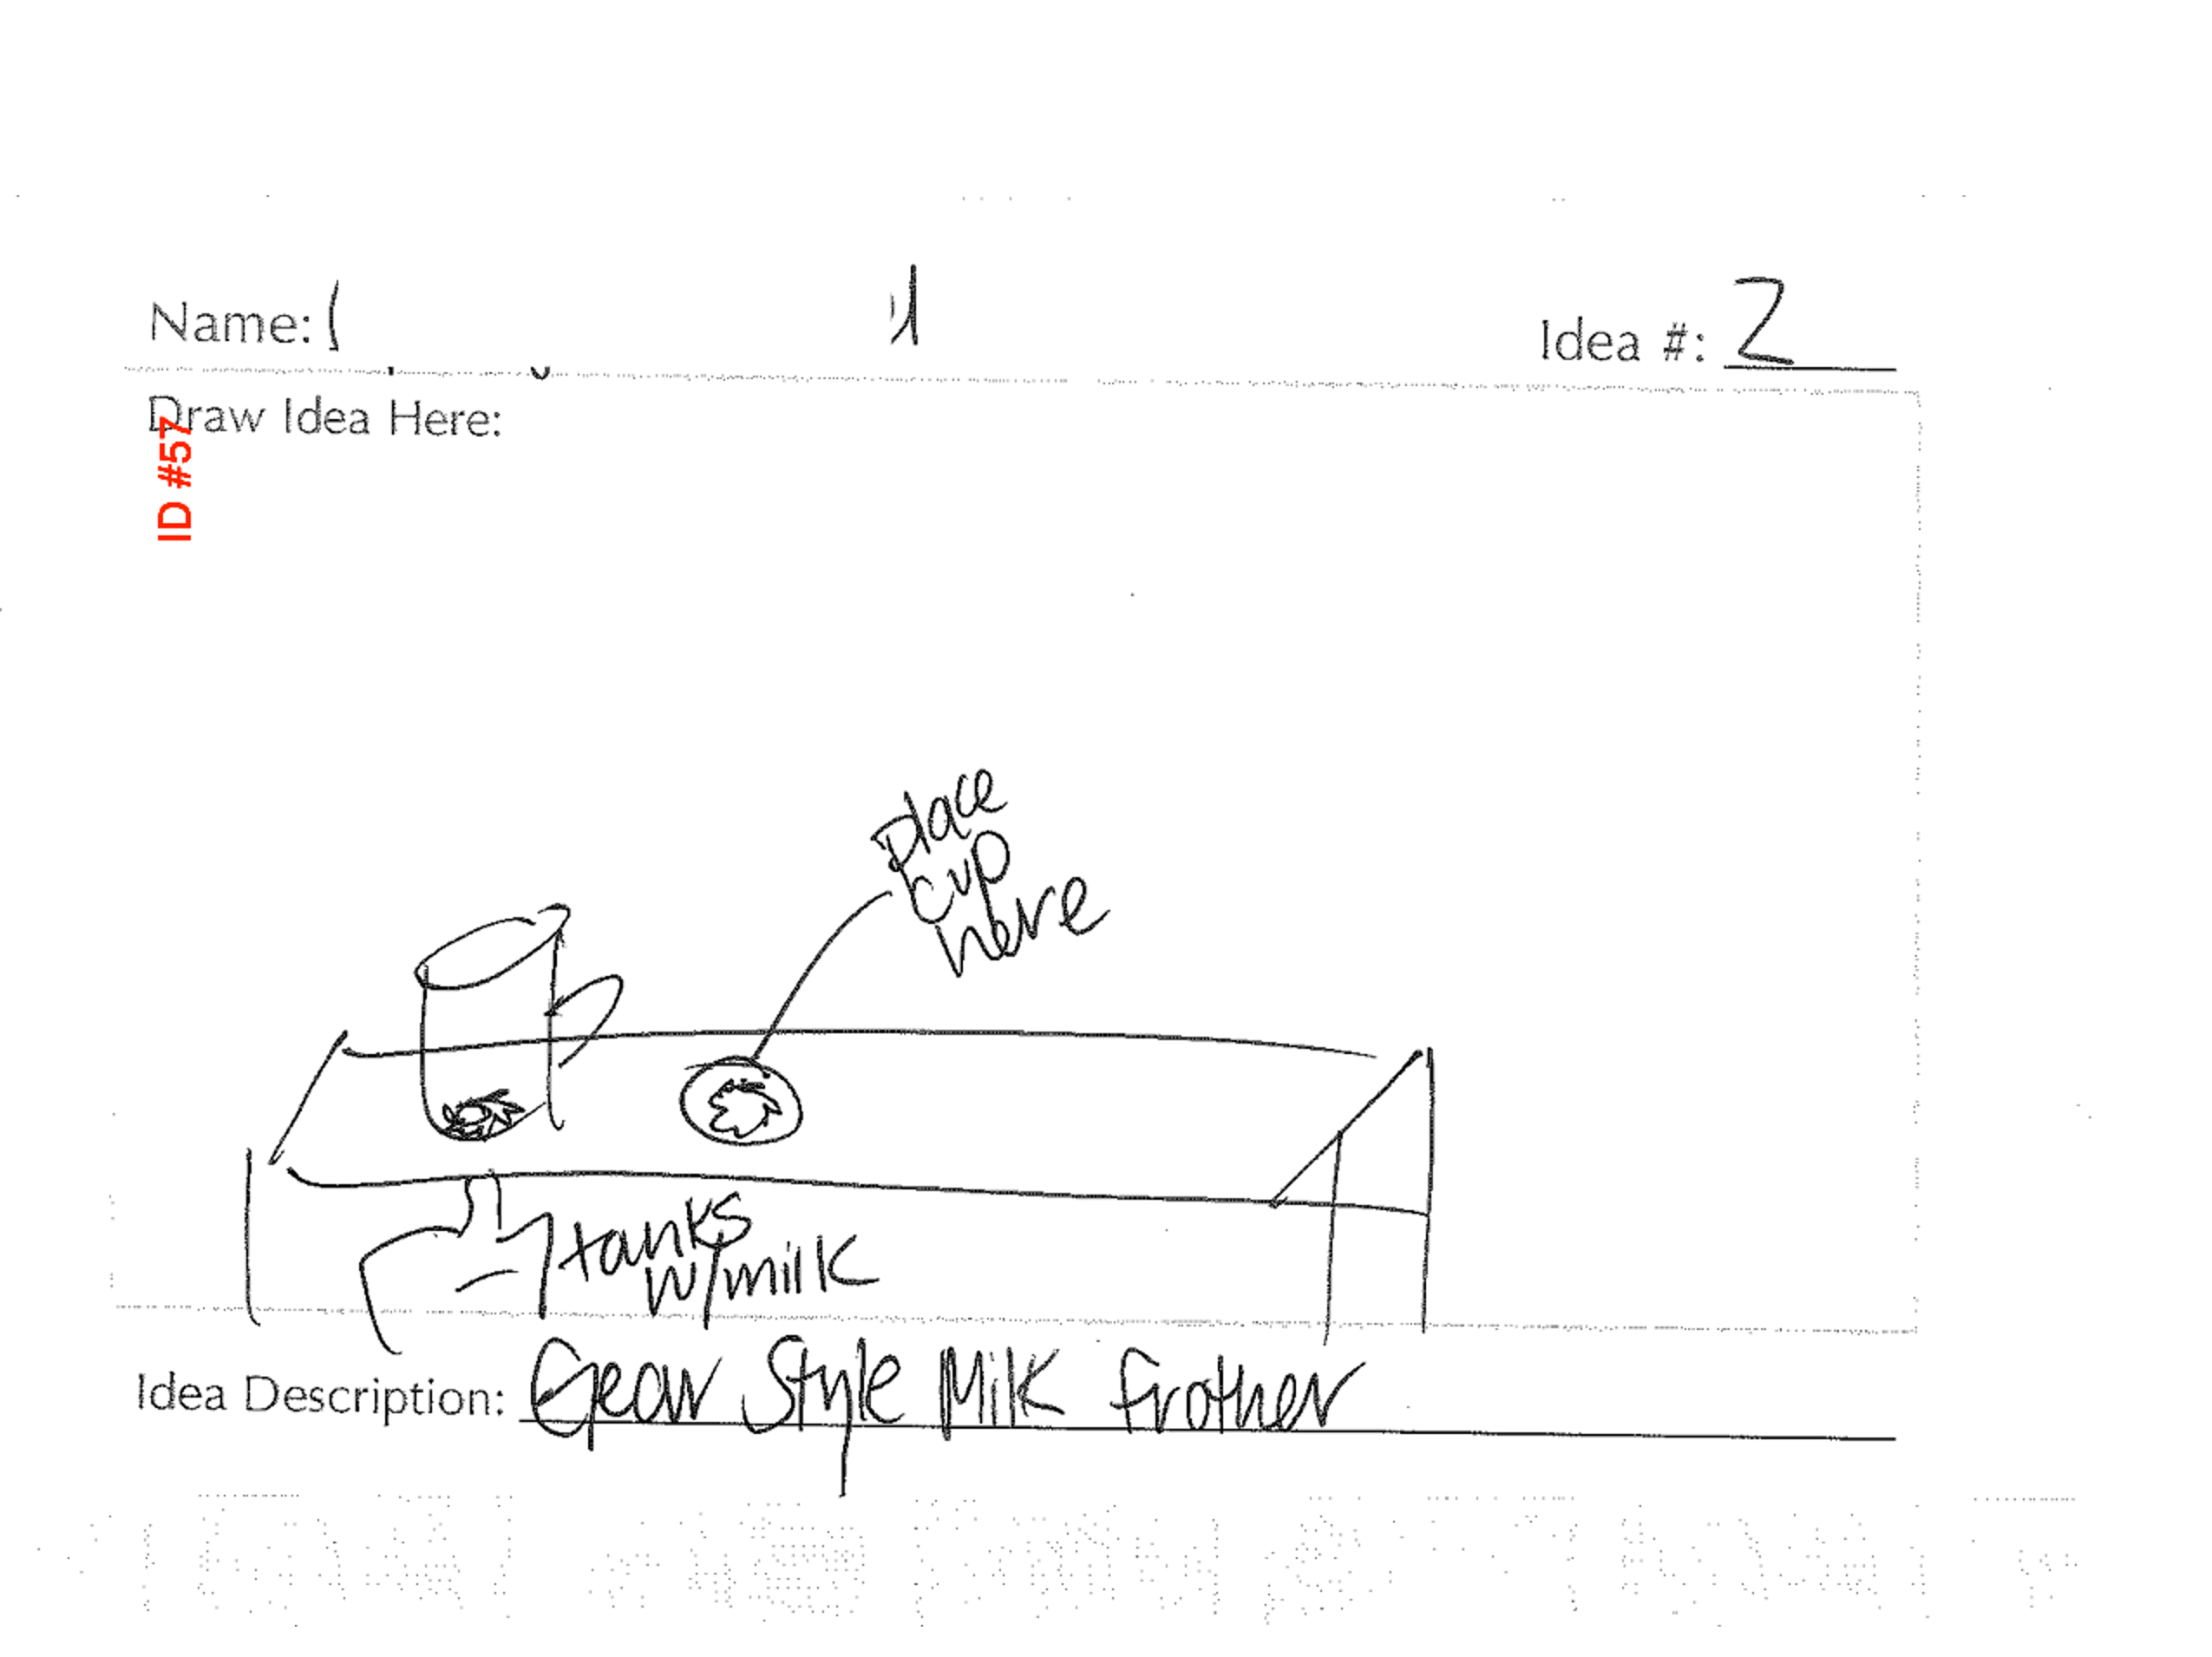 Name:
Idea #: 2
Draw Idea Here:
ID #57
place
cup
here
tanks
w/milk
Idea Description: Gear Style Milk frother